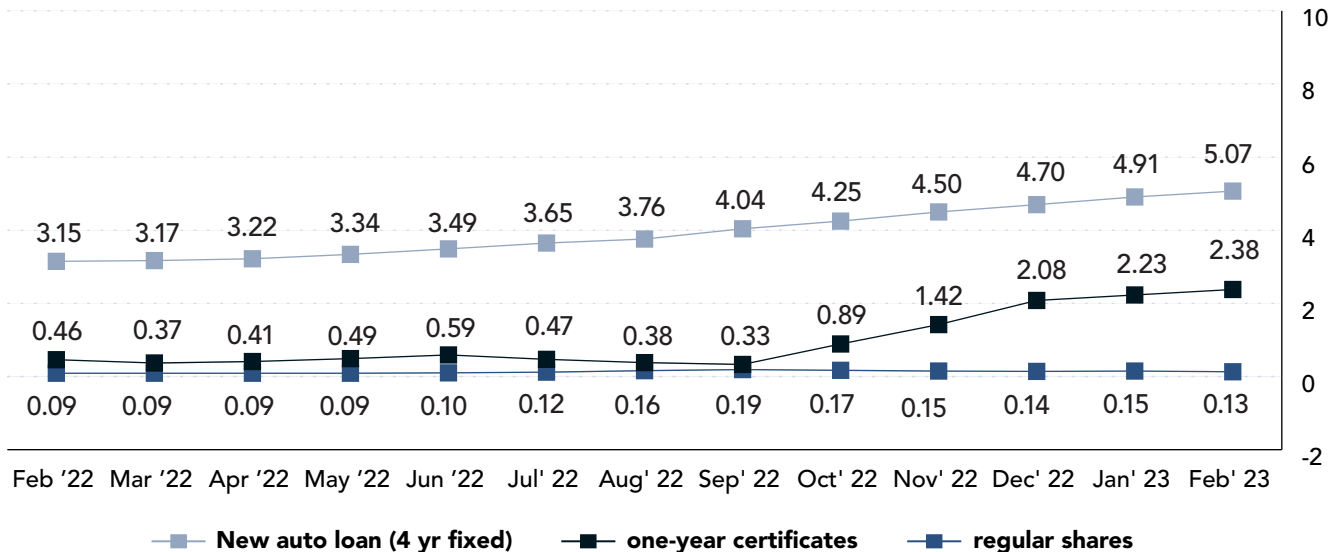 10
8
6
4
2
0
-2
3.15 3.17 3.22 3.34 3.49 3.65 3.76 4.04 4.25 4.50 4.70 4.91 5.07
0.46 0.37 0.41 0.49 0.59 0.47 0.38 0.33 0.89 1.42 2.08 2.23 2.38
0.09 0.09 0.09 0.09 0.10 0.12 0.16 0.19 0.17 0.15 0.14 0.15 0.13
Feb ’22 Mar ’22 Apr ’22 May ’22 Jun ’22 Jul' 22 Aug' 22 Sep' 22 Oct' 22 Nov' 22 Dec' 22 Jan' 23 Feb' 23
New auto loan (4 yr fixed) one-year certificates regular shares